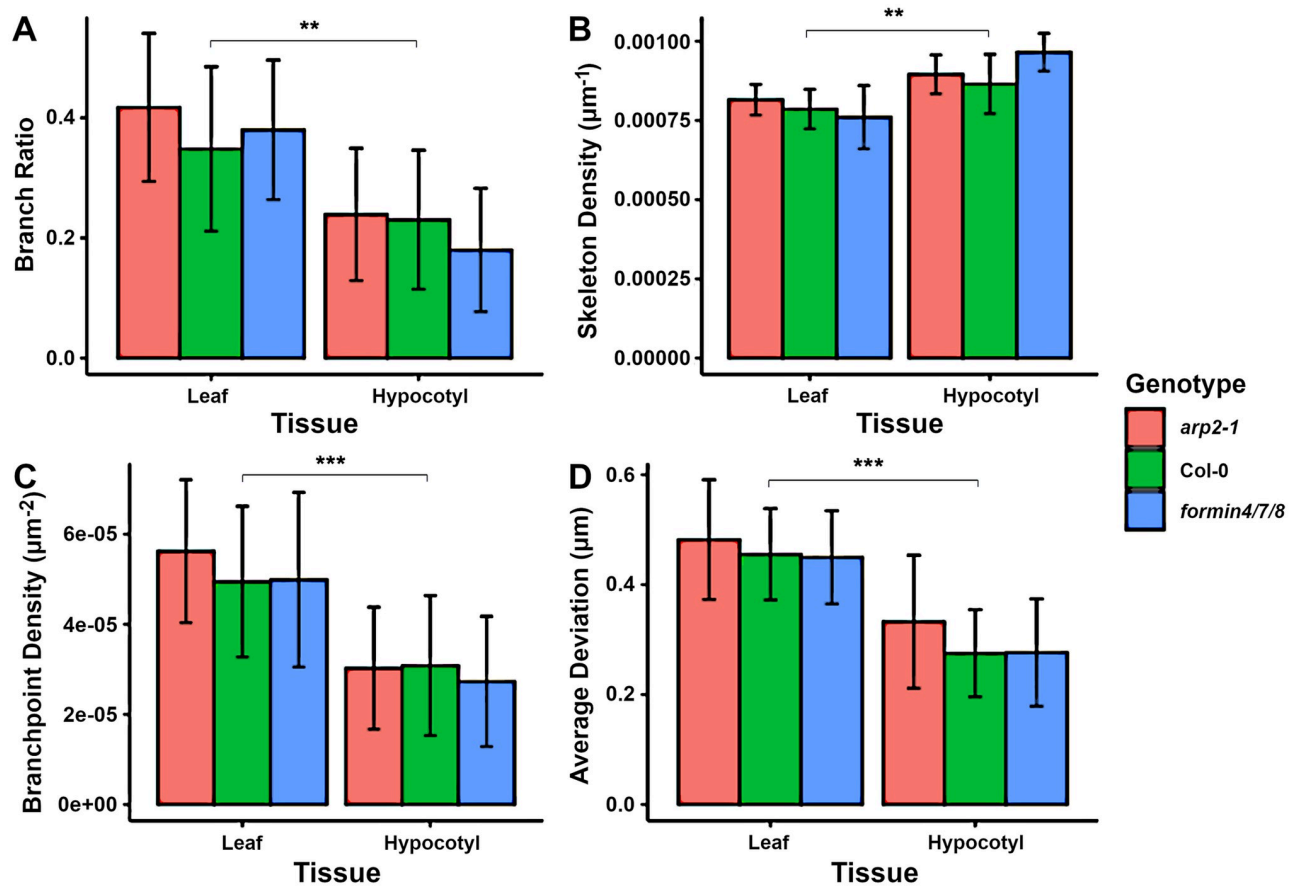 A
**
Branch Ratio
0.4
0.2
0.0
Leaf
Hypocotyl
Tissue
B
**
Skeleton Density (µm⁻¹)
0.00100
0.00075
0.00050
0.00025
0.00000
Leaf
Hypocotyl
Tissue
Genotype
arp2-1
Col-0
formin4/7/8
C
***
Branchpoint Density (µm⁻²)
6e-05
4e-05
2e-05
0e+00
Leaf
Hypocotyl
Tissue
D
***
Average Deviation (µm)
0.6
0.4
0.2
0.0
Leaf
Hypocotyl
Tissue